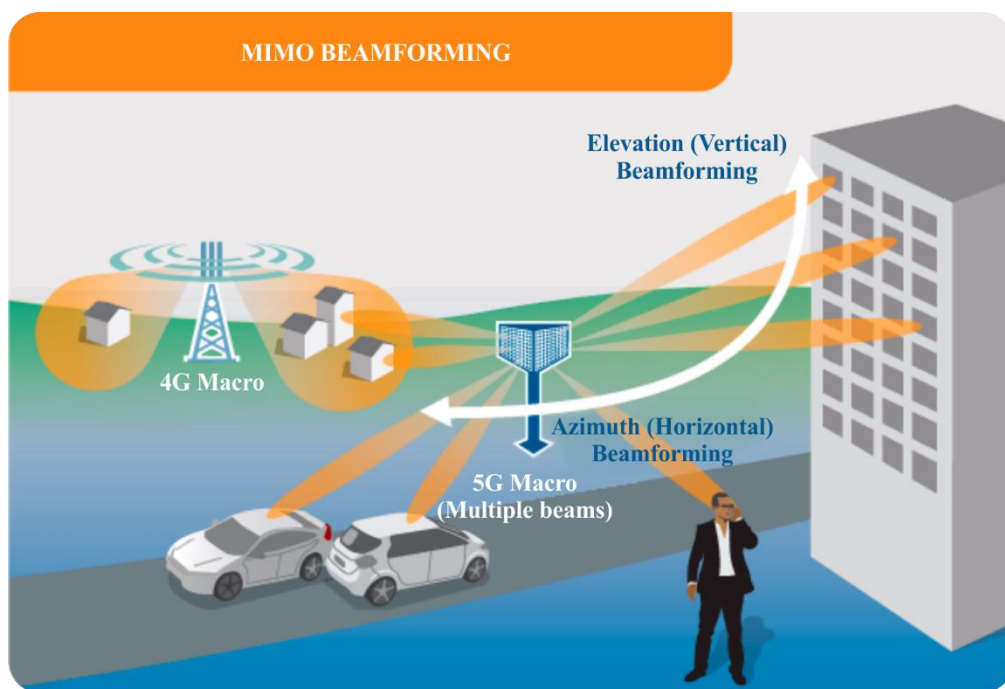 MIMO BEAMFORMING
Elevation (Vertical)
Beamforming
4G Macro
Azimuth (Horizontal)
Beamforming
5G Macro
(Multiple beams)